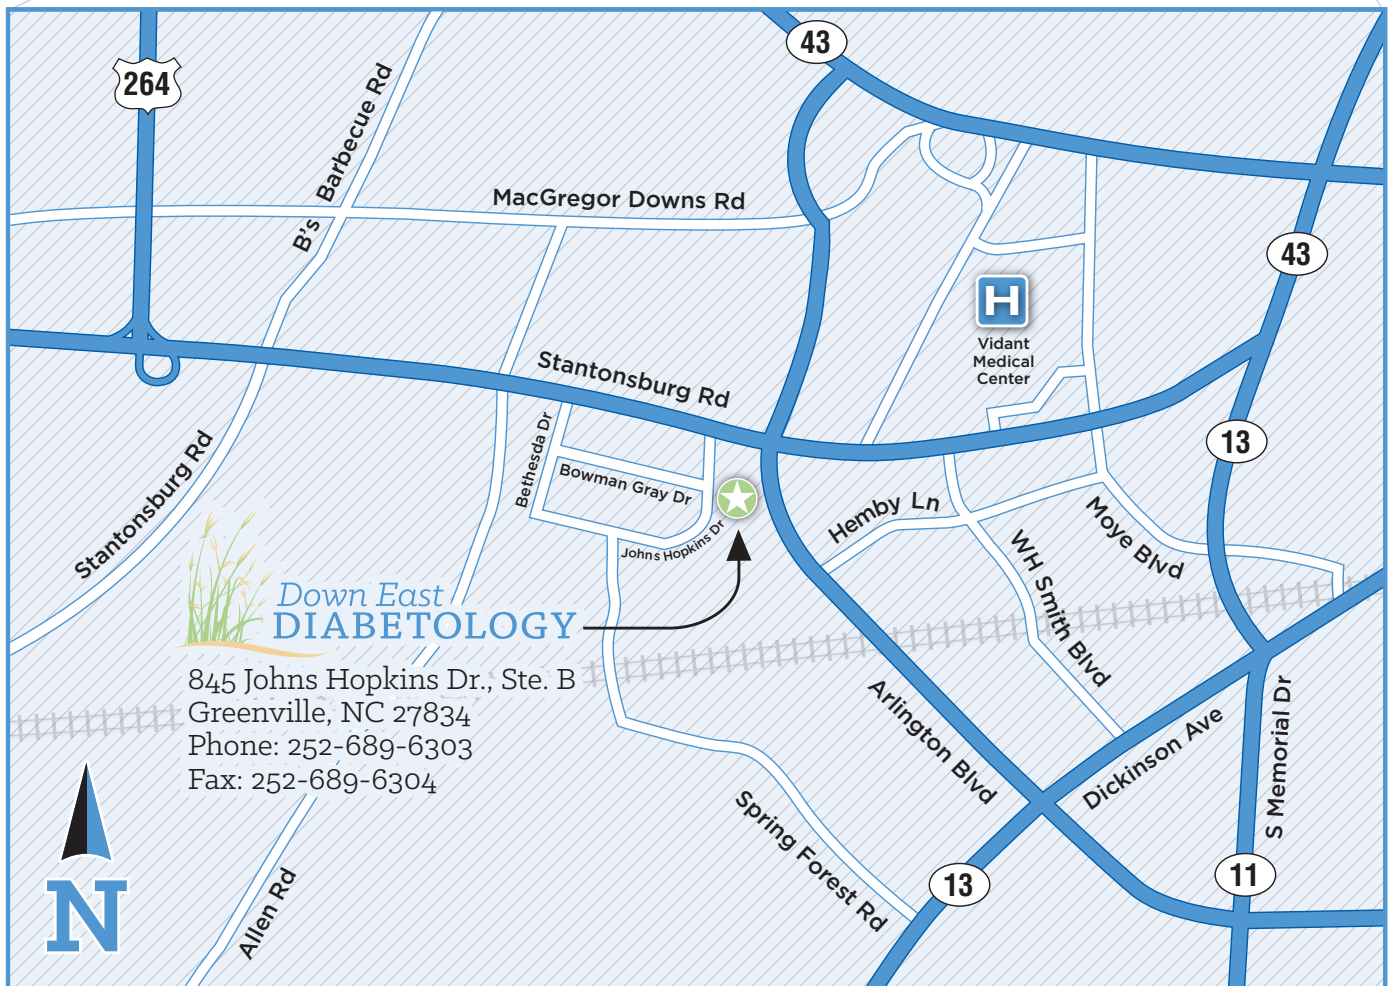 43
264
B's Barbecue Rd
MacGregor Downs Rd
43
H
Vidant
Medical
Center
Stantonsburg Rd
13
Stantonsburg Rd
Bethesda Dr
Bowman Gray Dr
Johns Hopkins Dr
Hemby Ln
Moye Blvd
WH Smith Blvd
Down East
DIABETOLOGY
845 Johns Hopkins Dr., Ste. B
Greenville, NC 27834
Phone: 252-689-6303
Fax: 252-689-6304
Arlington Blvd
Dickinson Ave
S Memorial Dr
Spring Forest Rd
13
11
Allen Rd
N